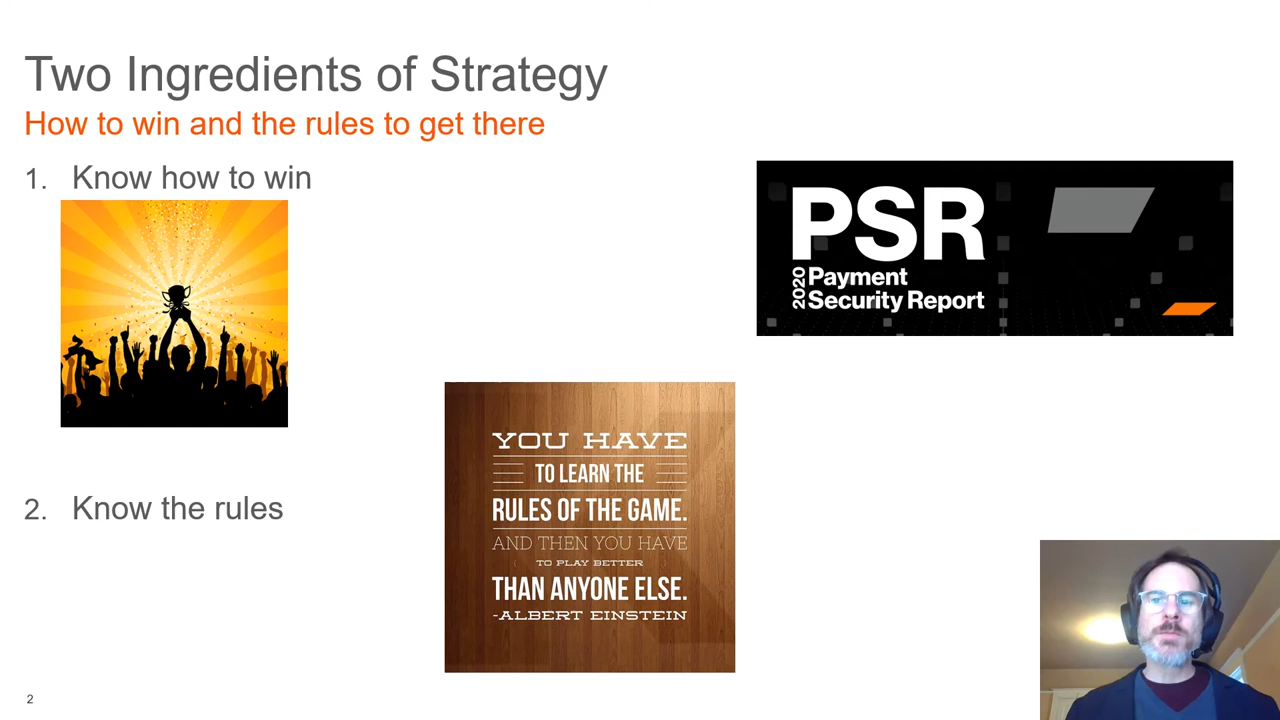 Two Ingredients of Strategy
How to win and the rules to get there
1. Know how to win
PSR
2020
Payment
Security Report
YOU HAVE
TO LEARN THE
RULES OF THE GAME.
AND THEN YOU HAVE
TO PLAY BETTER
THAN ANYONE ELSE.
-ALBERT EINSTEIN
2. Know the rules
2